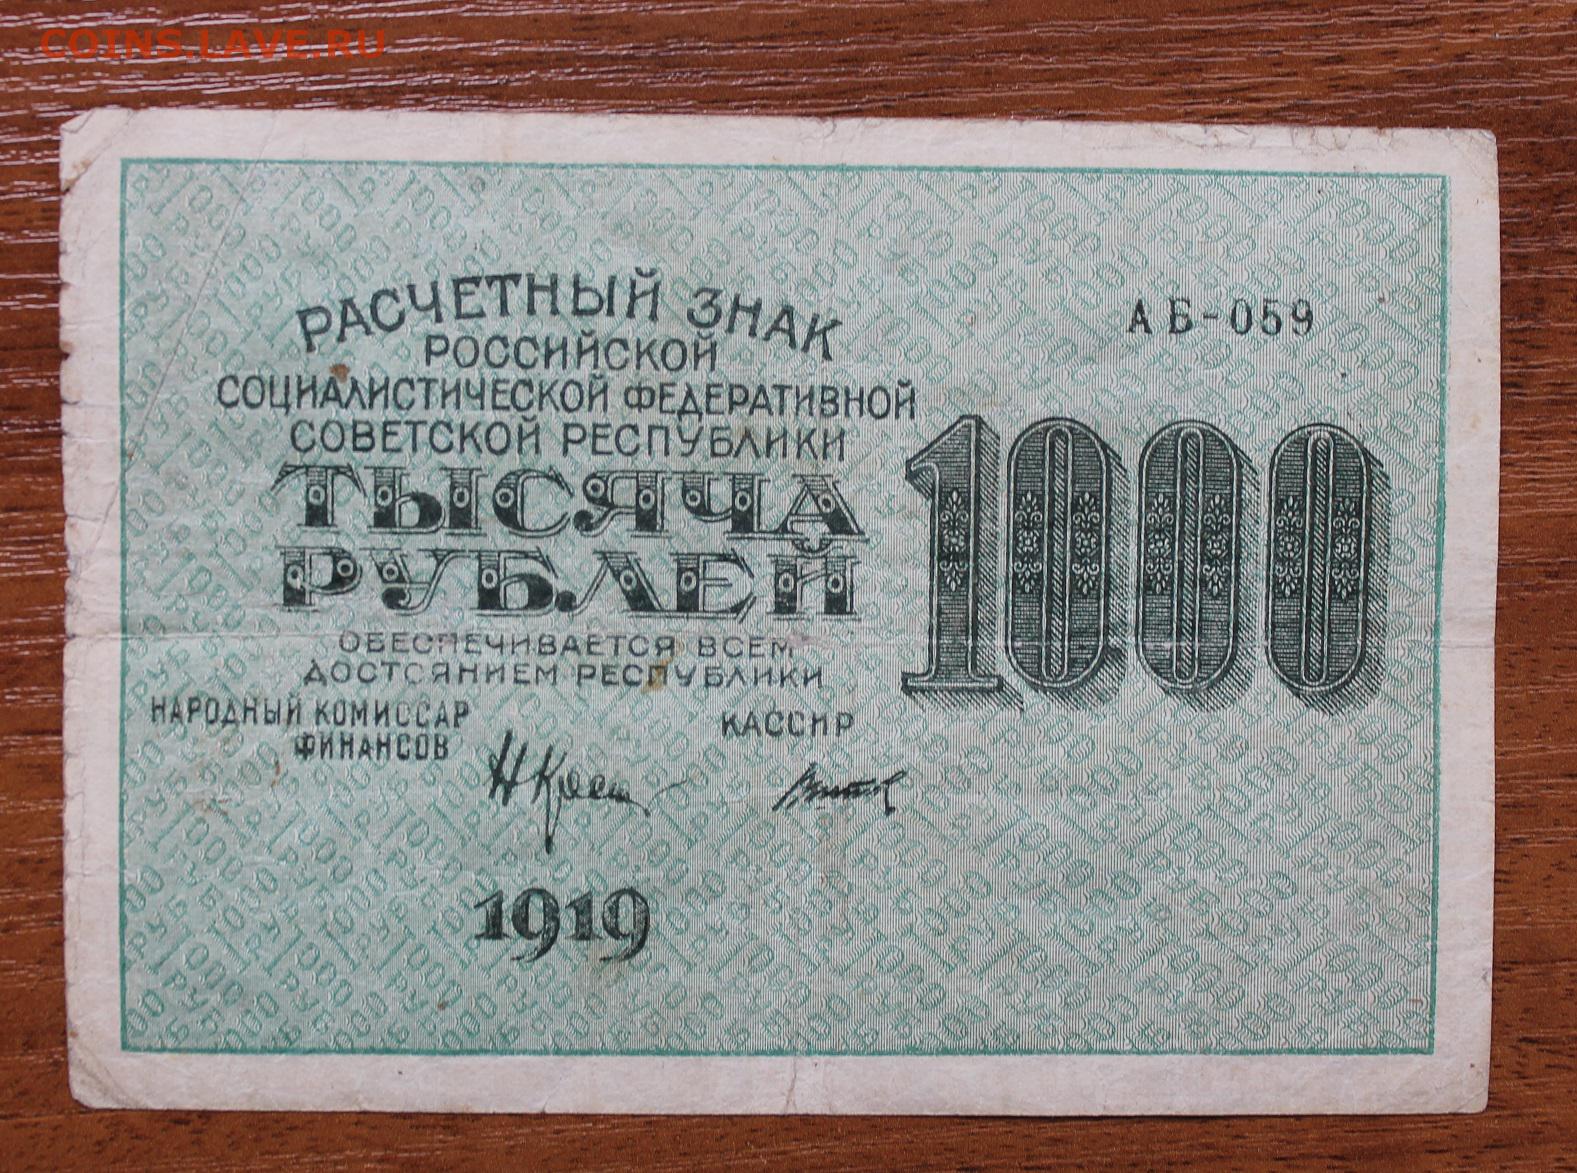 COINS.LAVE.RU
РАСЧЕТНЫЙ ЗНАК
РОССИЙСКОЙ
СОЦИАЛИСТИЧЕСКОЙ ФЕДЕРАТИВНОЙ
СОВЕТСКОЙ РЕСПУБЛИКИ
ТЫСЯЧА
РУБЛЕЙ
ОБЕСПЕЧИВАЕТСЯ ВСЕМ
ДОСТОЯНИЕМ РЕСПУБЛИКИ
НАРОДНЫЙ КОМИССАР
ФИНАНСОВ
КАССИР
1919
АБ-059
1000